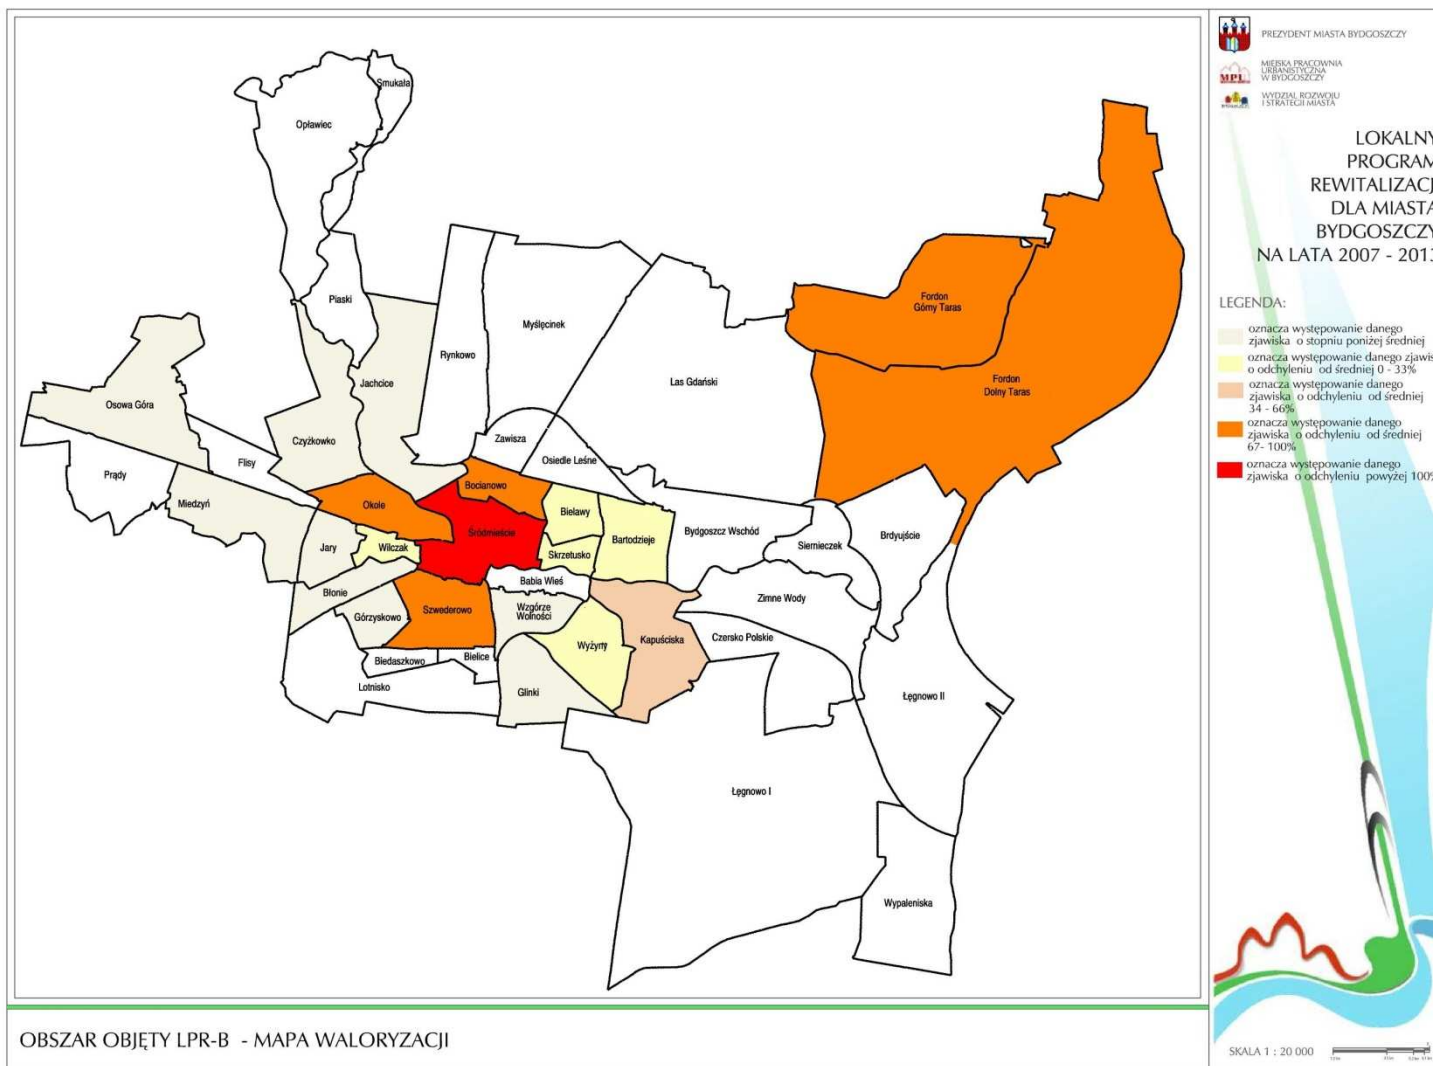 PREZYDENT MIASTA BYDGOSZCZY
MIEJSKA PRACOWNIA
URBANISTYCZNA
W BYDGOSZCZY
MPU
WYDZIAŁ ROZWOJU
I STRATEGII MIASTA
LOKALNY
PROGRAM
REWITALIZACJ
DLA MIASTA
BYDGOSZCZY
NA LATA 2007 - 2013
LEGENDA:
oznacza występowanie danego
zjawiska o stopniu poniżej średniej
oznacza występowanie danego zjawis
o odchyleniu od średniej 0 - 33%
oznacza występowanie danego
zjawiska o odchyleniu od średniej
34 - 66%
oznacza występowanie danego
zjawiska o odchyleniu od średniej
67- 100%
oznacza występowanie danego
zjawiska o odchyleniu powyżej 100%
Smukała
Opławiec
Piaski
Rynkowo
Myślęcinek
Las Gdański
Fordon
Górny Taras
Fordon
Dolny Taras
Jachcice
Osowa Góra
Czyżkowko
Zawisza
Osiedle Leśne
Flisy
Prądy
Miedzyń
Okole
Bocianowo
Śródmieście
Bielawy
Bartodzieje
Bydgoszcz Wschód
Siernieczek
Brdyujście
Jary
Wilczak
Skrzetusko
Babia Wieś
Błonie
Górzyskowo
Szwederowo
Wzgórze
Wolności
Wyżyny
Kapuściska
Zimne Wody
Czersko Polskie
Biedaszkowo
Bielice
Lotnisko
Glinki
Łęgnowo II
Łęgnowo I
Wypaleniska
OBSZAR OBJĘTY LPR-B - MAPA WALORYZACJI
SKALA 1 : 20 000